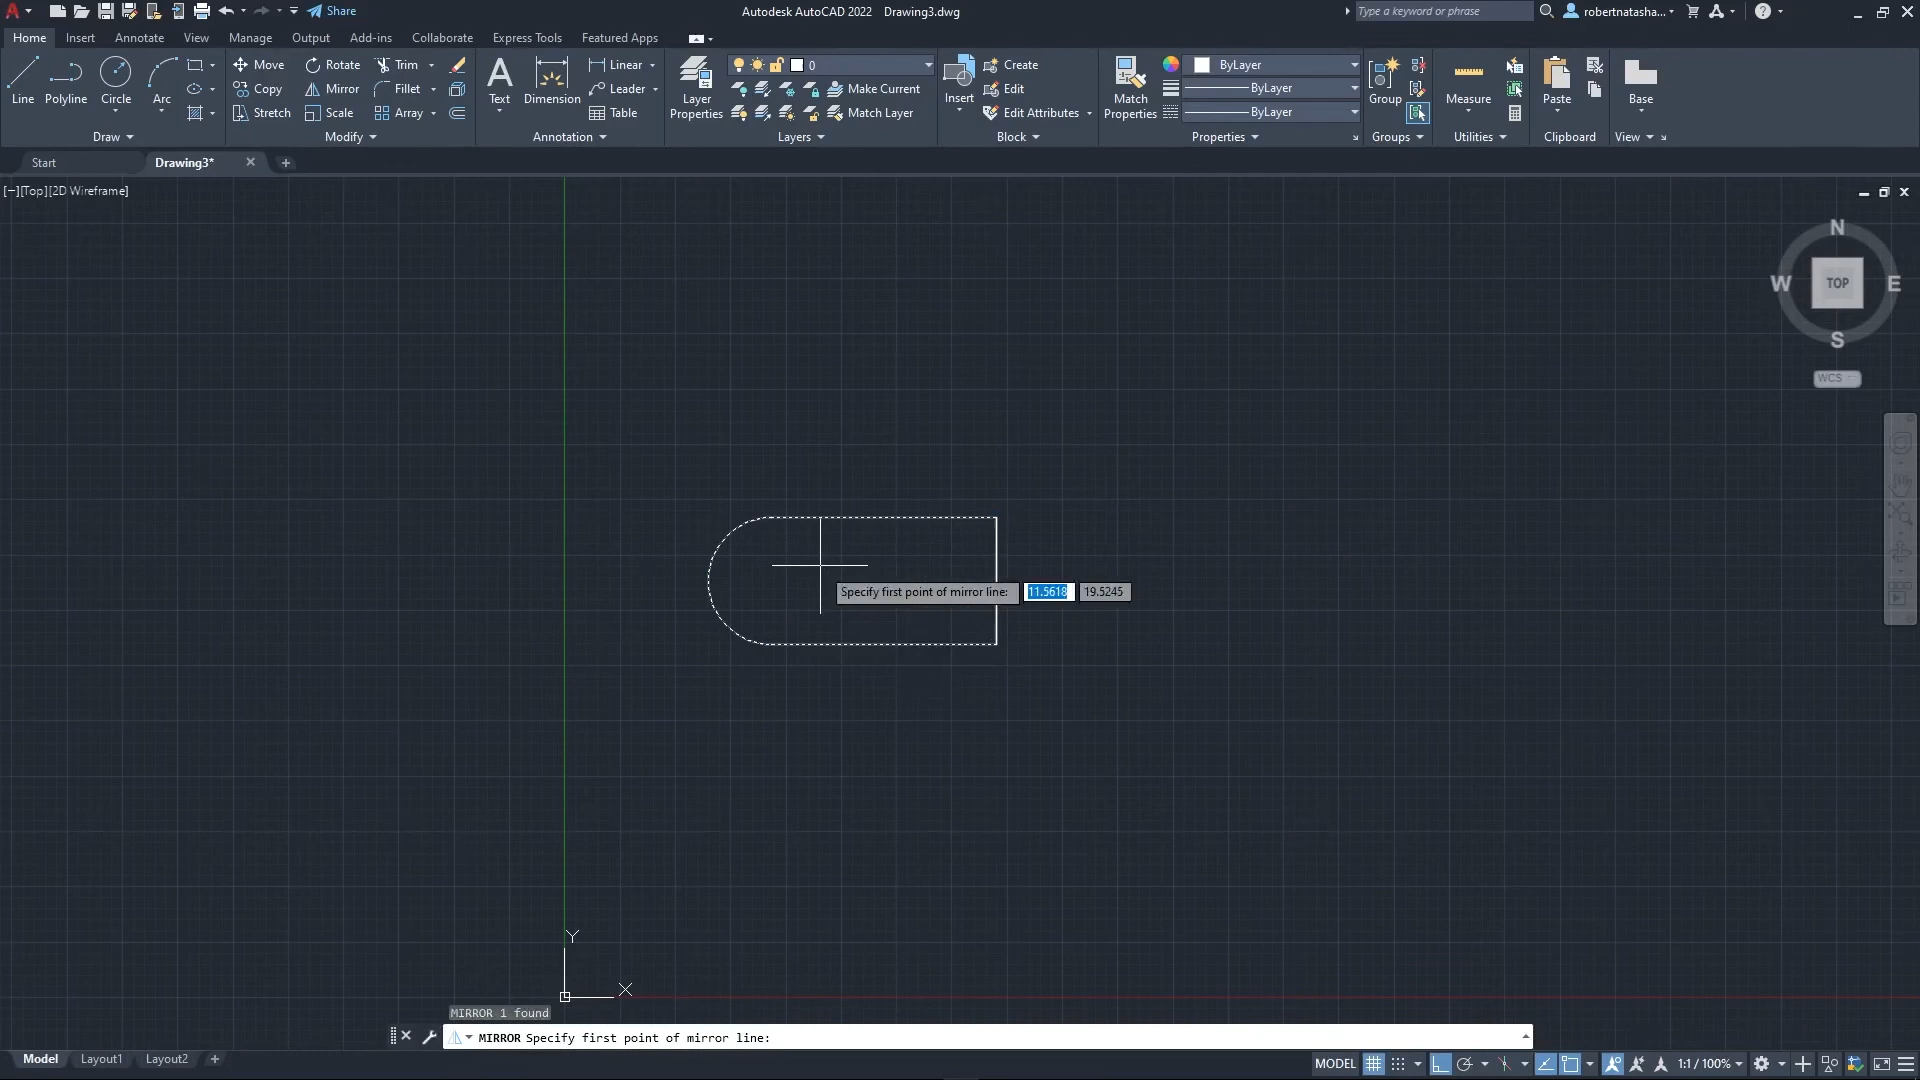 Share
Autodesk AutoCAD 2022 Drawing3.dwg
Type a keyword or phrase
robertnatasha...
Home Insert Annotate View Manage Output Add-ins Collaborate Express Tools Featured Apps
Line Polyline Circle Arc
Move Rotate Trim
Copy Mirror Fillet
Stretch Scale Array
Text Dimension
Linear
Leader
Table
Layer
Properties
0
Make Current
Match Layer
Insert
Create
Edit
Edit Attributes
Match
Properties
ByLayer
ByLayer
ByLayer
Group
Measure
Paste
Base
Draw Modify Annotation Layers Block Properties Groups Utilities Clipboard View
Start Drawing3*
[−][Top][2D Wireframe]
N
W TOP E
S
WCS
Specify first point of mirror line: 11.5618 19.5245
Y
X
MIRROR 1 found
MIRROR Specify first point of mirror line:
Model Layout1 Layout2
MODEL 1:1 / 100%